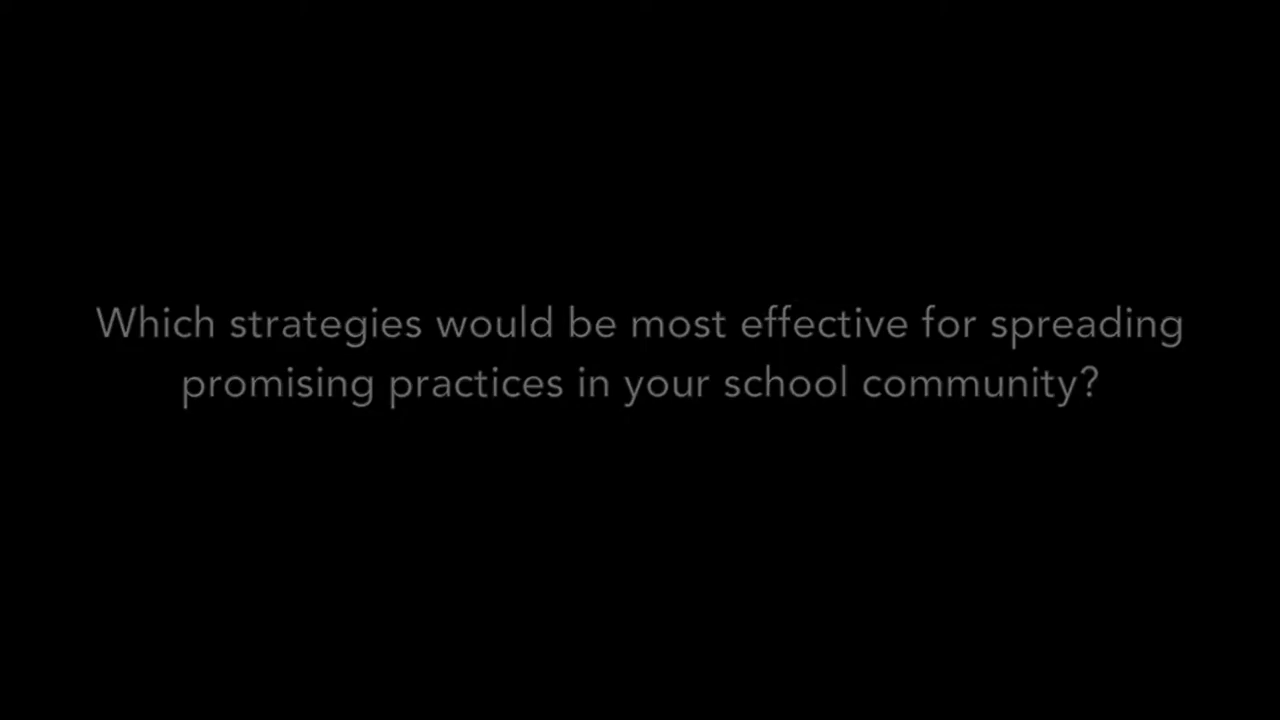 Which strategies would be most effective for spreading
promising practices in your school community?